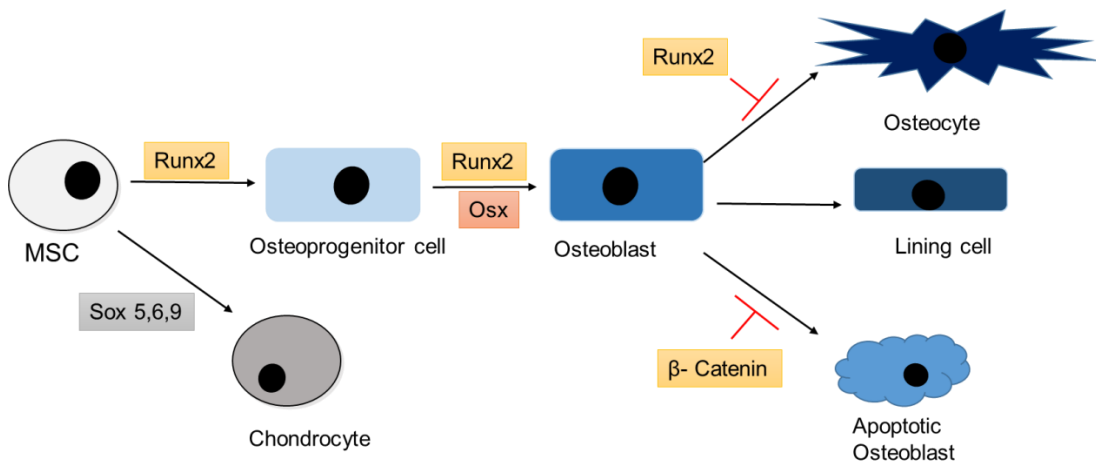 Runx2
Osteocyte
Runx2
Runx2
Osx
MSC
Osteoprogenitor cell
Osteoblast
Lining cell
Sox 5,6,9
β- Catenin
Chondrocyte
Apoptotic
Osteoblast